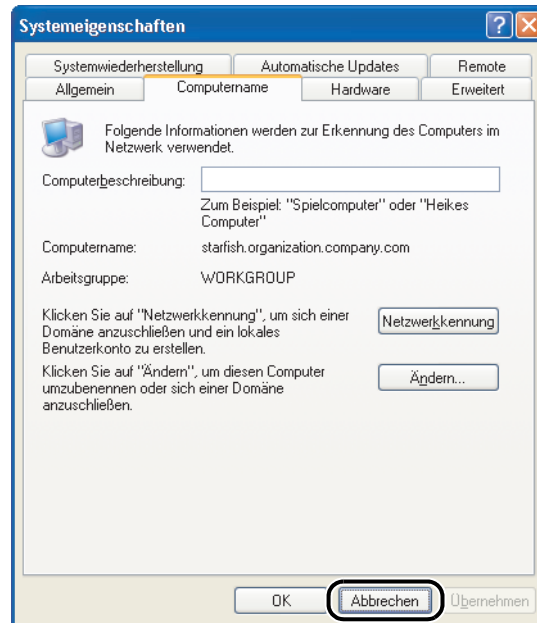 Systemeigenschaften
Systemwiederherstellung Automatische Updates Remote
Allgemein Computername Hardware Erweitert
Folgende Informationen werden zur Erkennung des Computers im
Netzwerk verwendet.
Computerbeschreibung:
Zum Beispiel: "Spielcomputer" oder "Heikes
Computer"
Computername: starfish.organization.company.com
Arbeitsgruppe: WORKGROUP
Klicken Sie auf "Netzwerkkennung", um sich einer
Domäne anzuschließen und ein lokales
Benutzerkonto zu erstellen.
Netzwerkkennung
Klicken Sie auf "Ändern", um diesen Computer
umzubenennen oder sich einer Domäne
anzuschließen.
Ändern...
OK Abbrechen Übernehmen